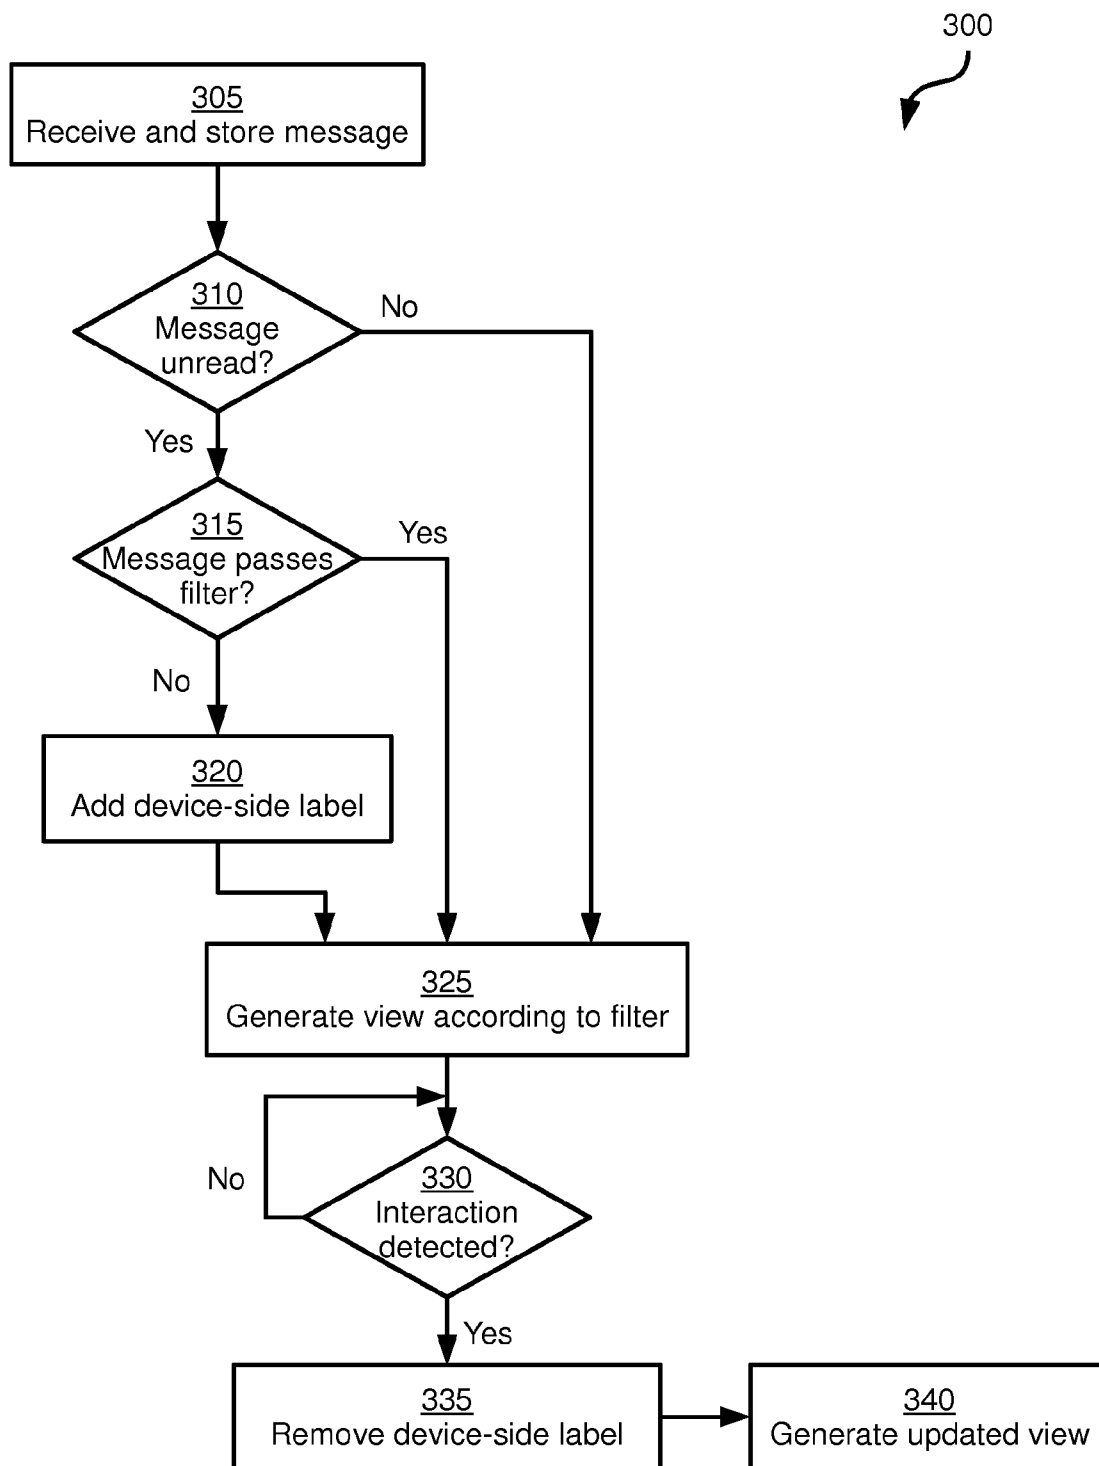 300
305
Receive and store message
310
Message
unread?
No
Yes
315
Message passes
filter?
Yes
No
320
Add device-side label
325
Generate view according to filter
330
Interaction
detected?
No
Yes
335
Remove device-side label
340
Generate updated view